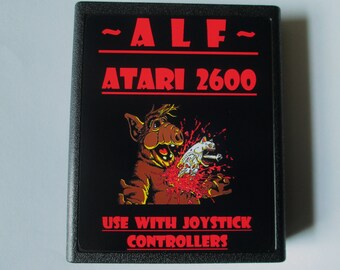 ~ A L F ~
ATARI 2600
USE WITH JOYSTICK
CONTROLLERS